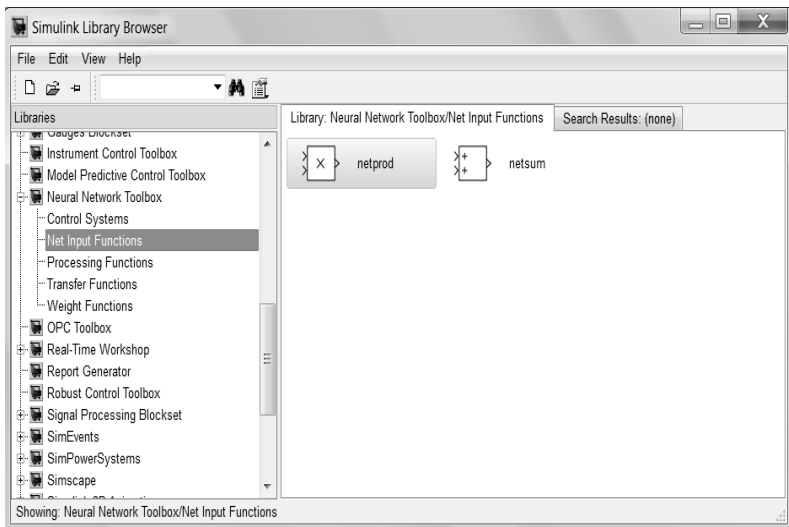 Simulink Library Browser
X
File Edit View Help
Libraries
Library: Neural Network Toolbox/Net Input Functions
Search Results: (none)
Gauges Blockset
Instrument Control Toolbox
Model Predictive Control Toolbox
Neural Network Toolbox
Control Systems
Net Input Functions
Processing Functions
Transfer Functions
Weight Functions
OPC Toolbox
Real-Time Workshop
Report Generator
Robust Control Toolbox
Signal Processing Blockset
SimEvents
SimPowerSystems
Simscape
netprod
netsum
Showing: Neural Network Toolbox/Net Input Functions